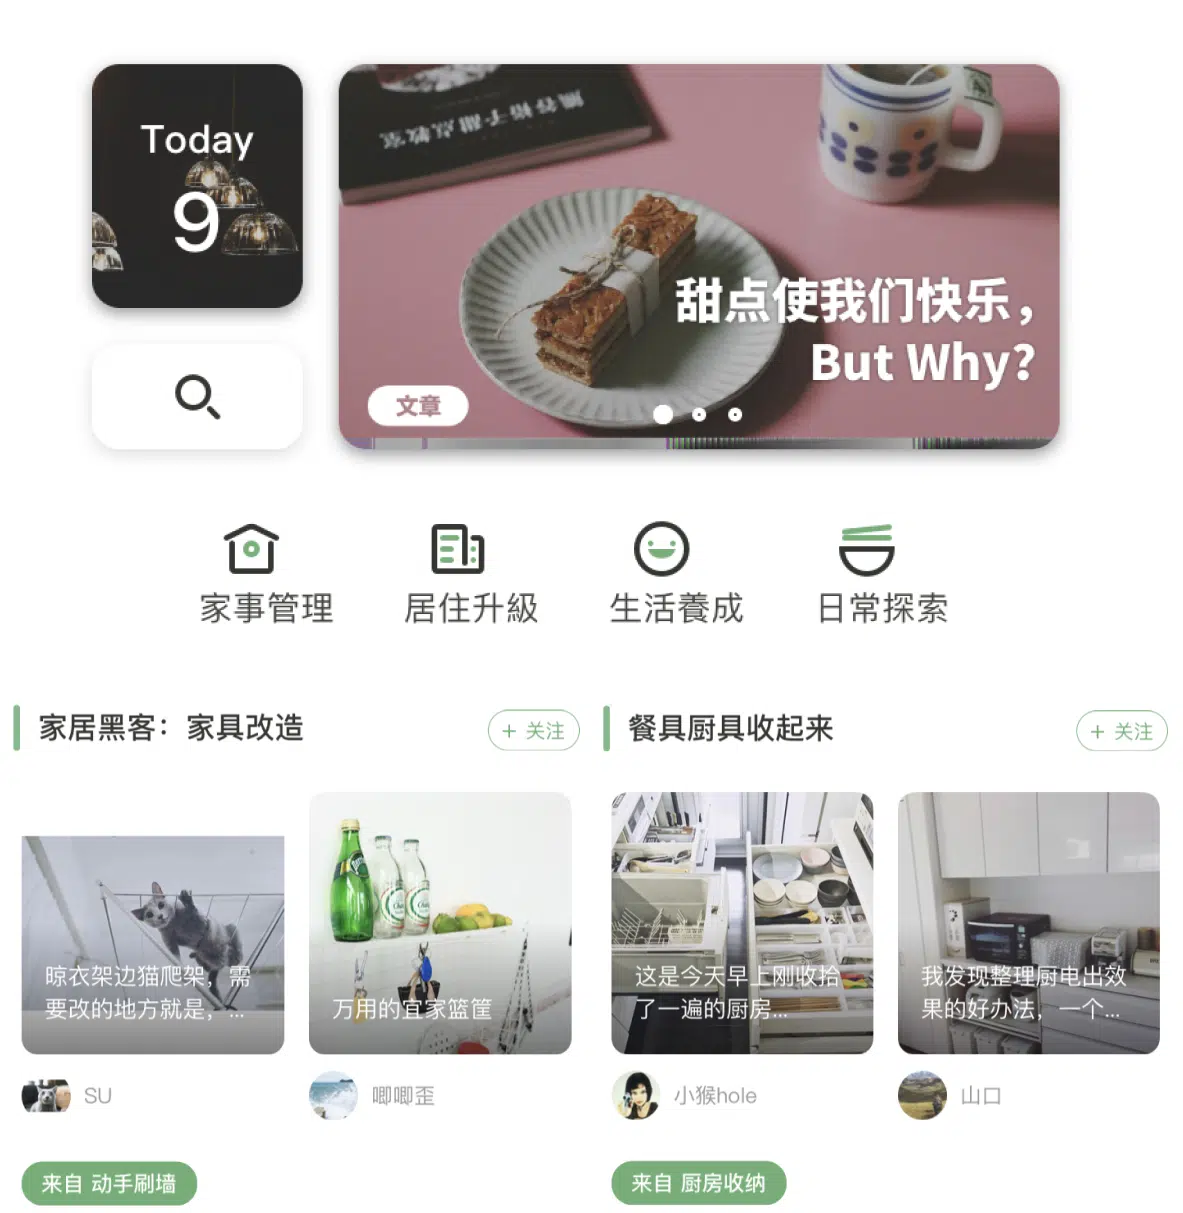 Today
9
甜点使我们快乐，
But Why?
文章
家事管理
居住升級
生活養成
日常探索
家居黑客：家具改造
+ 关注
餐具厨具收起来
+ 关注
晾衣架边猫爬架，需
要改的地方就是，...
万用的宜家篮筐
这是今天早上刚收拾
了一遍的厨房...
我发现整理厨电出效
果的好办法，一个...
SU
唧唧歪
小猴hole
山口
来自 动手刷墙
来自 厨房收纳